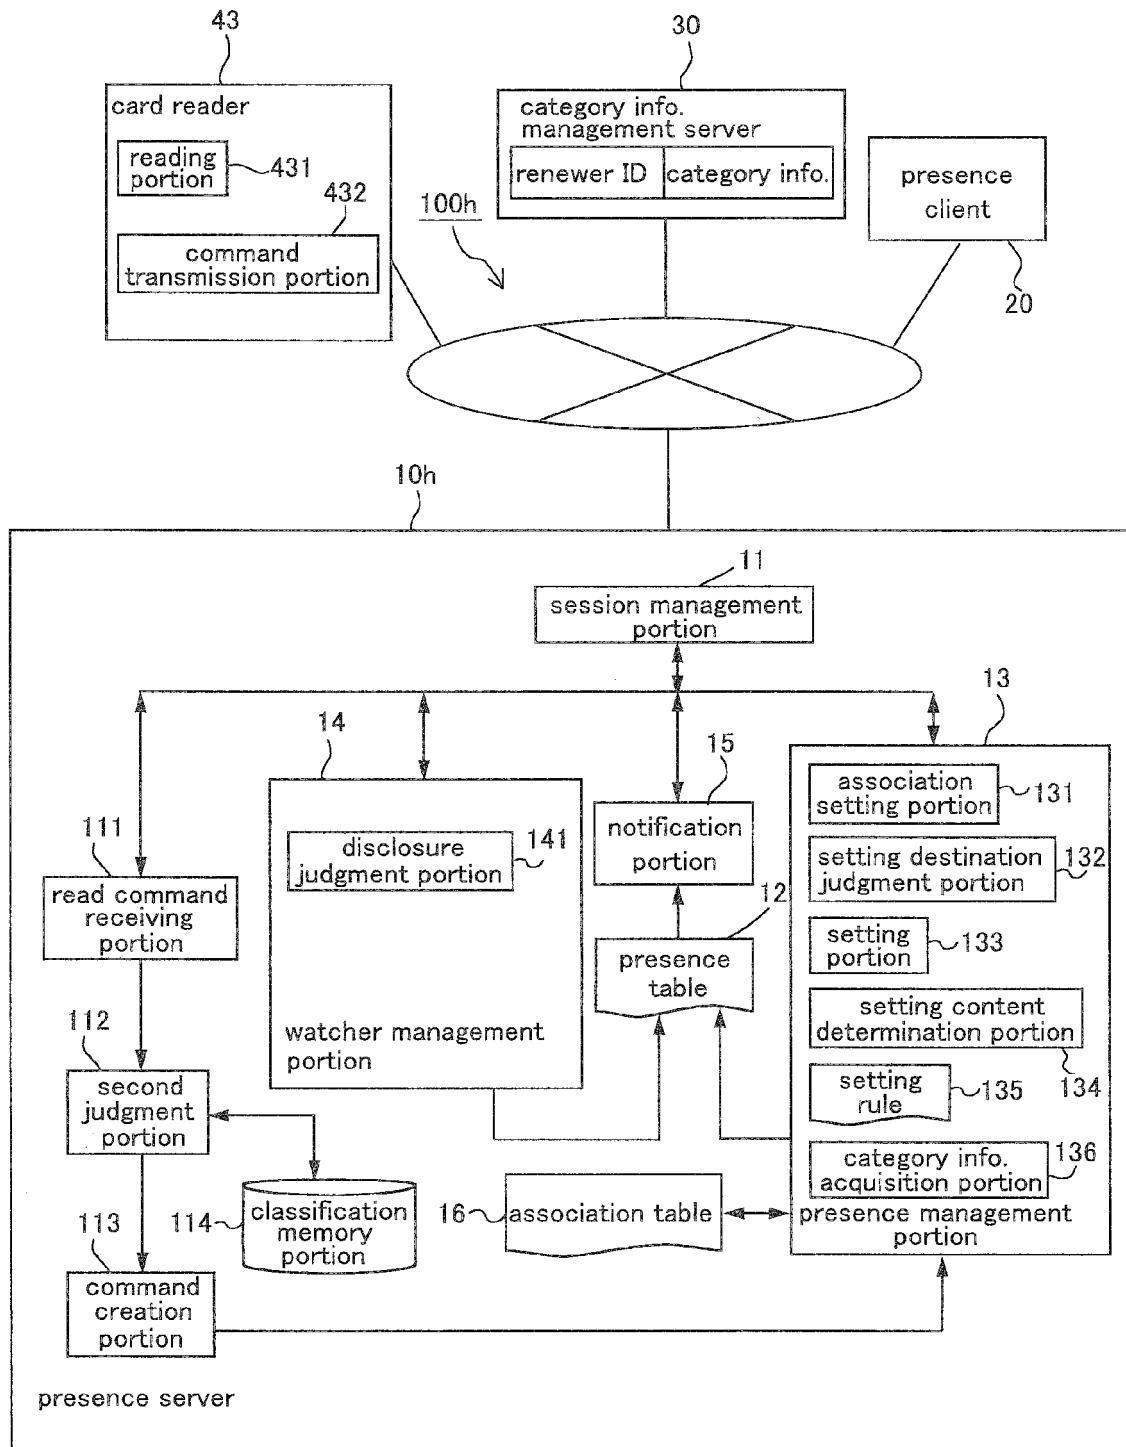 43
30
card reader
reading
portion
431
432
command
transmission portion
category info.
management server
renewer ID
category info.
100h
presence
client
20
10h
11
session management
portion
13
14
15
association
setting portion
131
111
disclosure
judgment portion
141
notification
portion
setting destination
judgment portion
132
read command
receiving
portion
12
setting
portion
133
presence
table
112
watcher management
portion
setting content
determination portion
134
second
judgment
portion
setting
rule
135
category info.
acquisition portion
136
113
114
classification
memory
portion
16
association table
presence management
portion
command
creation
portion
presence server